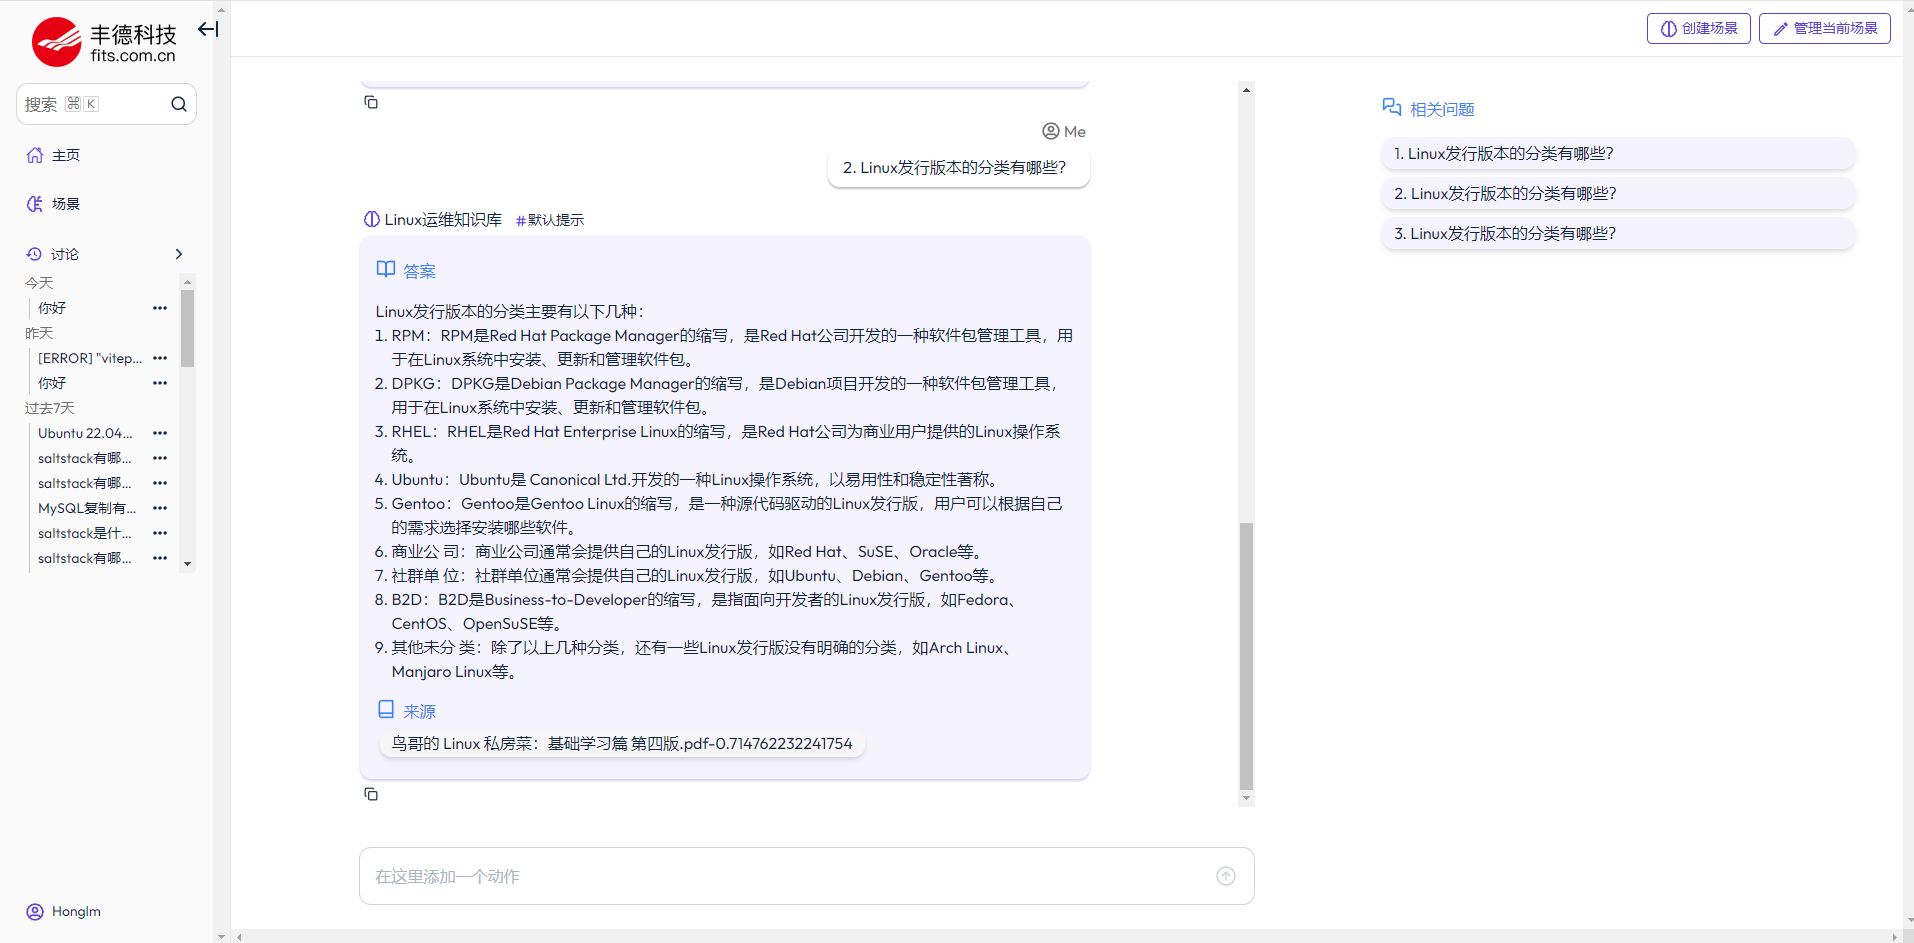 丰德科技
fits.com.cn
搜索 ⌘ K
主页
场景
讨论
今天
你好
昨天
[ERROR] "vitep...
你好
过去7天
Ubuntu 22.04...
saltstack有哪...
saltstack有哪...
MySQL复制有...
saltstack是什...
saltstack有哪...
Honglm
创建场景
管理当前场景
Me
2. Linux发行版本的分类有哪些？
Linux运维知识库 #默认提示
答案
Linux发行版本的分类主要有以下几种：
1. RPM：RPM是Red Hat Package Manager的缩写，是Red Hat公司开发的一种软件包管理工具，用
于在Linux系统中安装、更新和管理软件包。
2. DPKG：DPKG是Debian Package Manager的缩写，是Debian项目开发的一种软件包管理工具，
用于在Linux系统中安装、更新和管理软件包。
3. RHEL：RHEL是Red Hat Enterprise Linux的缩写，是Red Hat公司为商业用户提供的Linux操作系
统。
4. Ubuntu：Ubuntu是 Canonical Ltd.开发的一种Linux操作系统，以易用性和稳定性著称。
5. Gentoo：Gentoo是Gentoo Linux的缩写，是一种源代码驱动的Linux发行版，用户可以根据自己
的需求选择安装哪些软件。
6. 商业公 司：商业公司通常会提供自己的Linux发行版，如Red Hat、SuSE、Oracle等。
7. 社群单 位：社群单位通常会提供自己的Linux发行版，如Ubuntu、Debian、Gentoo等。
8. B2D：B2D是Business-to-Developer的缩写，是指面向开发者的Linux发行版，如Fedora、
CentOS、OpenSuSE等。
9. 其他未分 类：除了以上几种分类，还有一些Linux发行版没有明确的分类，如Arch Linux、
Manjaro Linux等。
来源
鸟哥的 Linux 私房菜：基础学习篇 第四版.pdf-0.714762232241754
在这里添加一个动作
相关问题
1. Linux发行版本的分类有哪些？
2. Linux发行版本的分类有哪些？
3. Linux发行版本的分类有哪些？